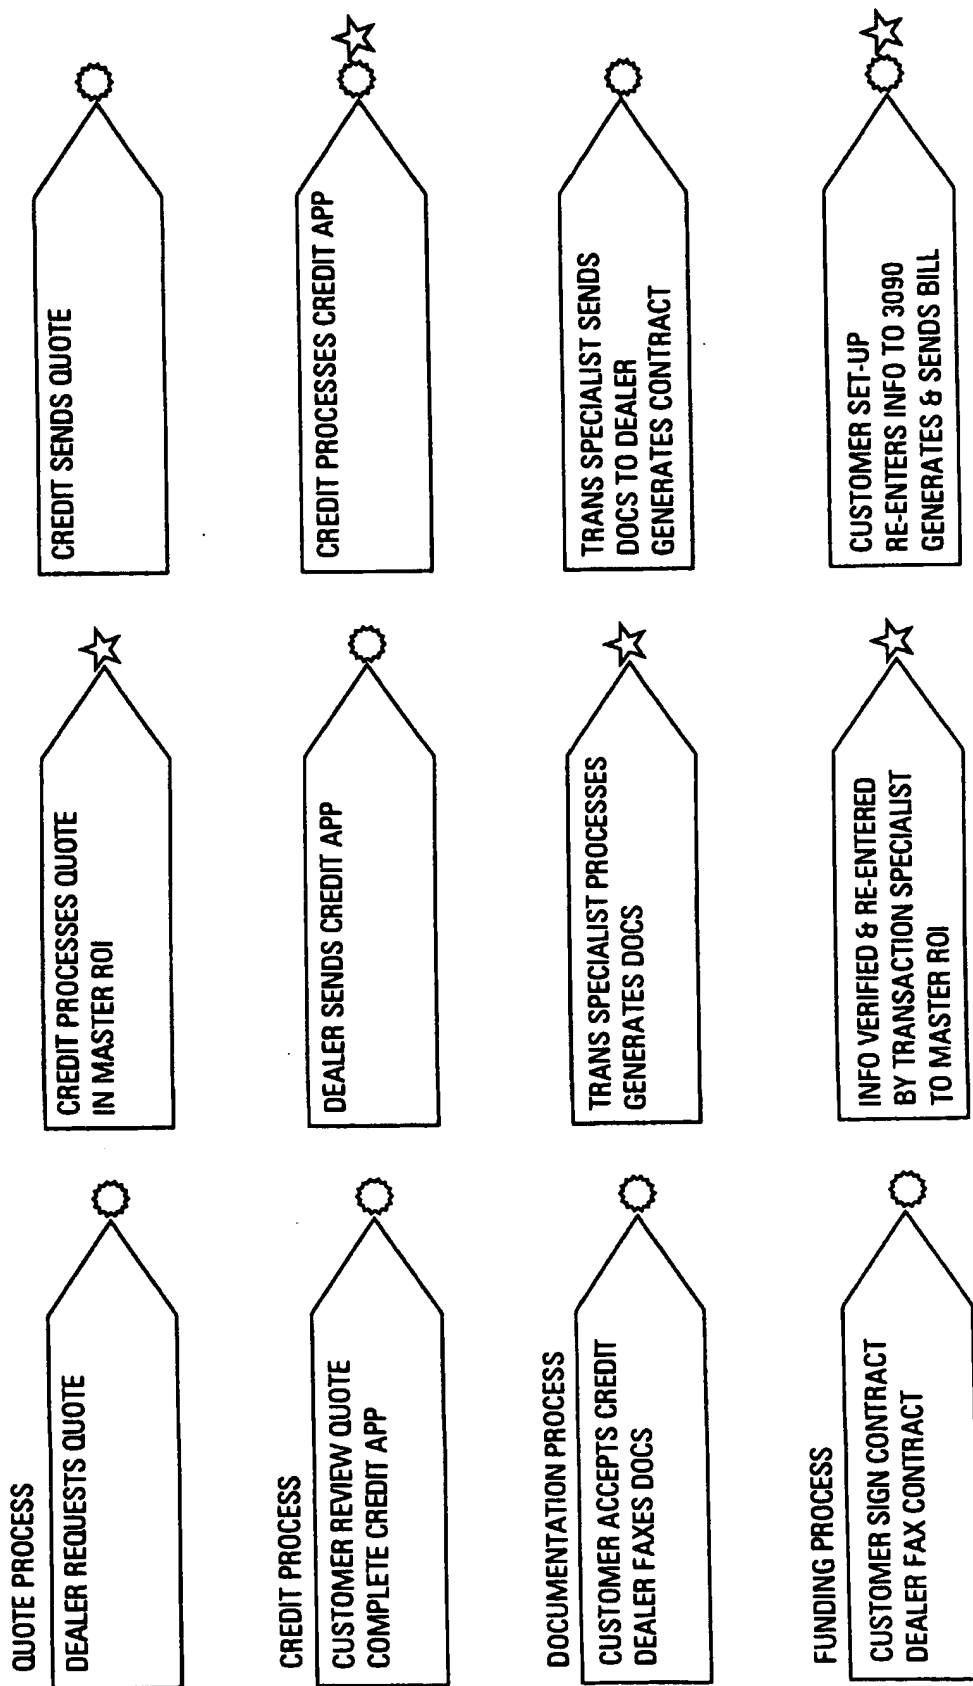 QUOTE PROCESS
DEALER REQUESTS QUOTE
CREDIT PROCESSES QUOTE
IN MASTER ROI
CREDIT SENDS QUOTE
CREDIT PROCESS
CUSTOMER REVIEW QUOTE
COMPLETE CREDIT APP
DEALER SENDS CREDIT APP
CREDIT PROCESSES CREDIT APP
DOCUMENTATION PROCESS
CUSTOMER ACCEPTS CREDIT
DEALER FAXES DOCS
TRANS SPECIALIST PROCESSES
GENERATES DOCS
TRANS SPECIALIST SENDS
DOCS TO DEALER
GENERATES CONTRACT
FUNDING PROCESS
CUSTOMER SIGN CONTRACT
DEALER FAX CONTRACT
INFO VERIFIED & RE-ENTERED
BY TRANSACTION SPECIALIST
TO MASTER ROI
CUSTOMER SET-UP
RE-ENTERS INFO TO 3090
GENERATES & SENDS BILL